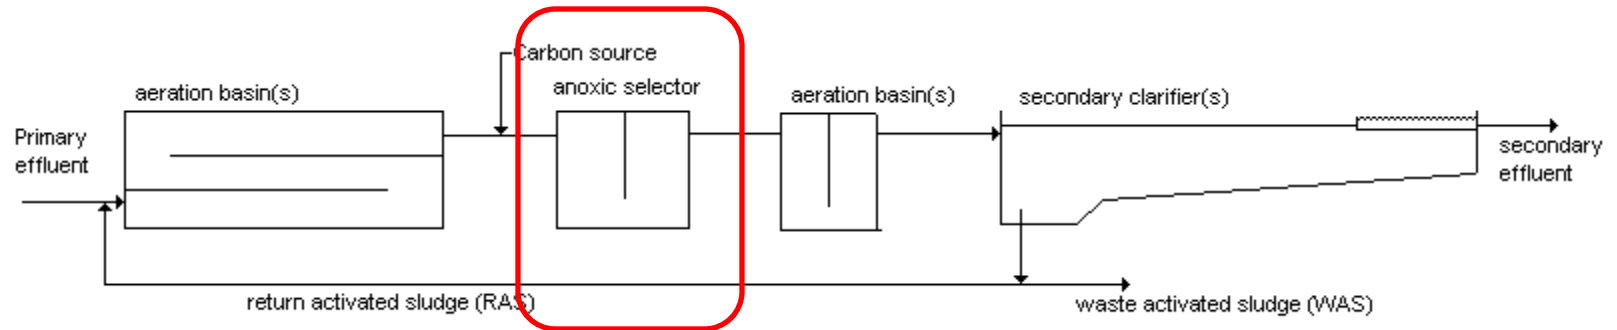 Carbon source
aeration basin(s)
anoxic selector
aeration basin(s)
secondary clarifier(s)
Primary
effluent
secondary
effluent
return activated sludge (RAS)
waste activated sludge (WAS)